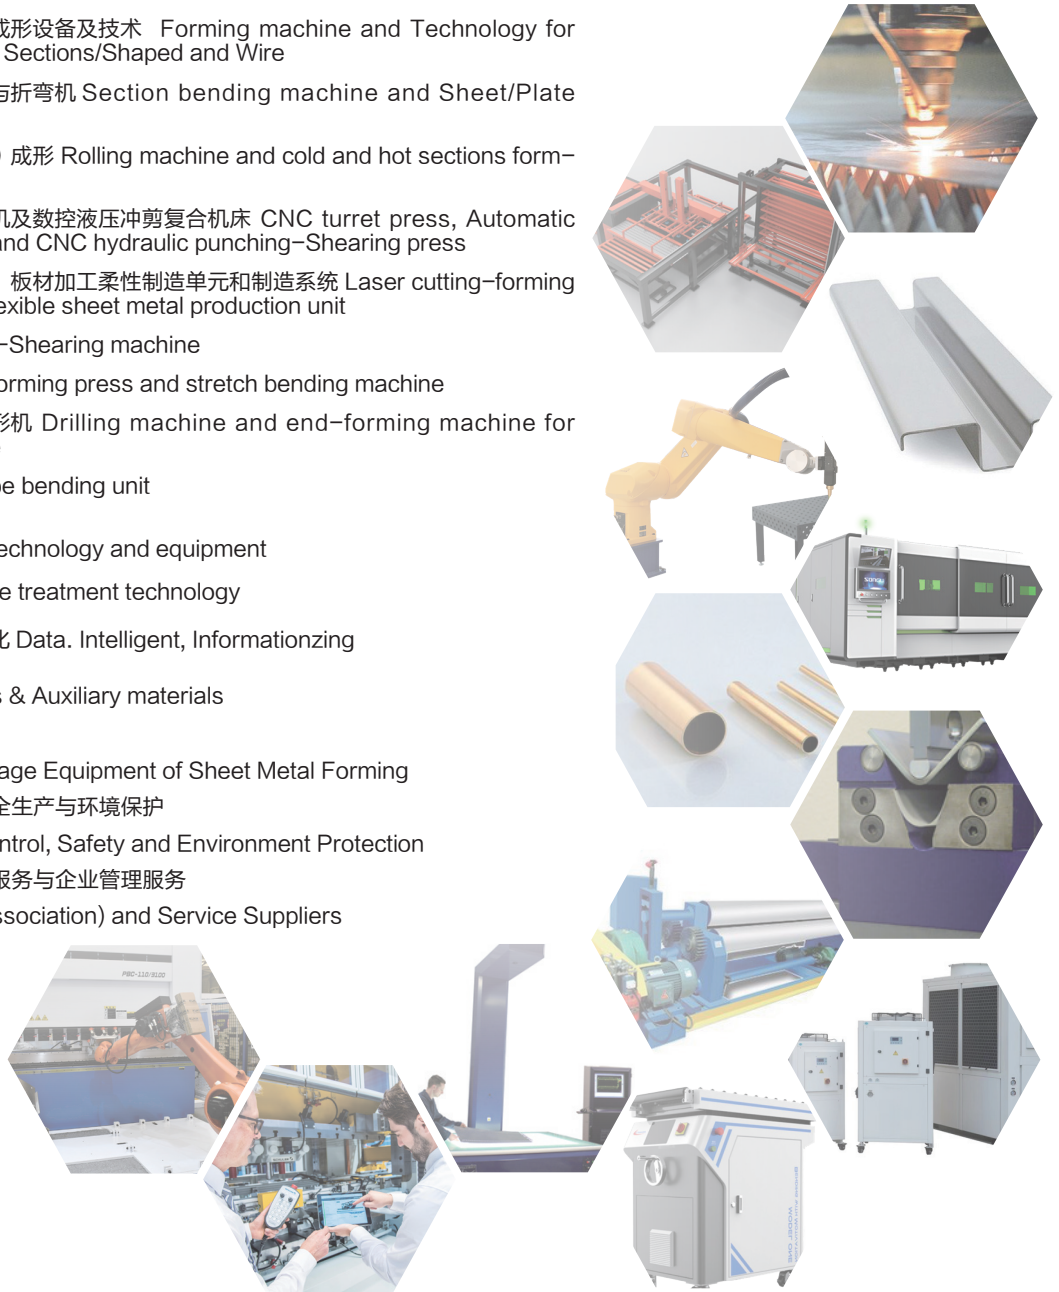 成形设备及技术 Forming machine and Technology for
Sections/Shaped and Wire
与折弯机 Section bending machine and Sheet/Plate
）成形 Rolling machine and cold and hot sections form-
机及数控液压冲剪复合机床 CNC turret press, Automatic
and CNC hydraulic punching-Shearing press
板材加工柔性制造单元和制造系统 Laser cutting-forming
exible sheet metal production unit
-Shearing machine
orming press and stretch bending machine
形机 Drilling machine and end-forming machine for
e bending unit
echnology and equipment
e treatment technology
化 Data. Intelligent, Informationzing
s & Auxiliary materials
age Equipment of Sheet Metal Forming
全生产与环境保护
ntrol, Safety and Environment Protection
服务与企业管理服务
ssociation) and Service Suppliers
PBC-110/3100